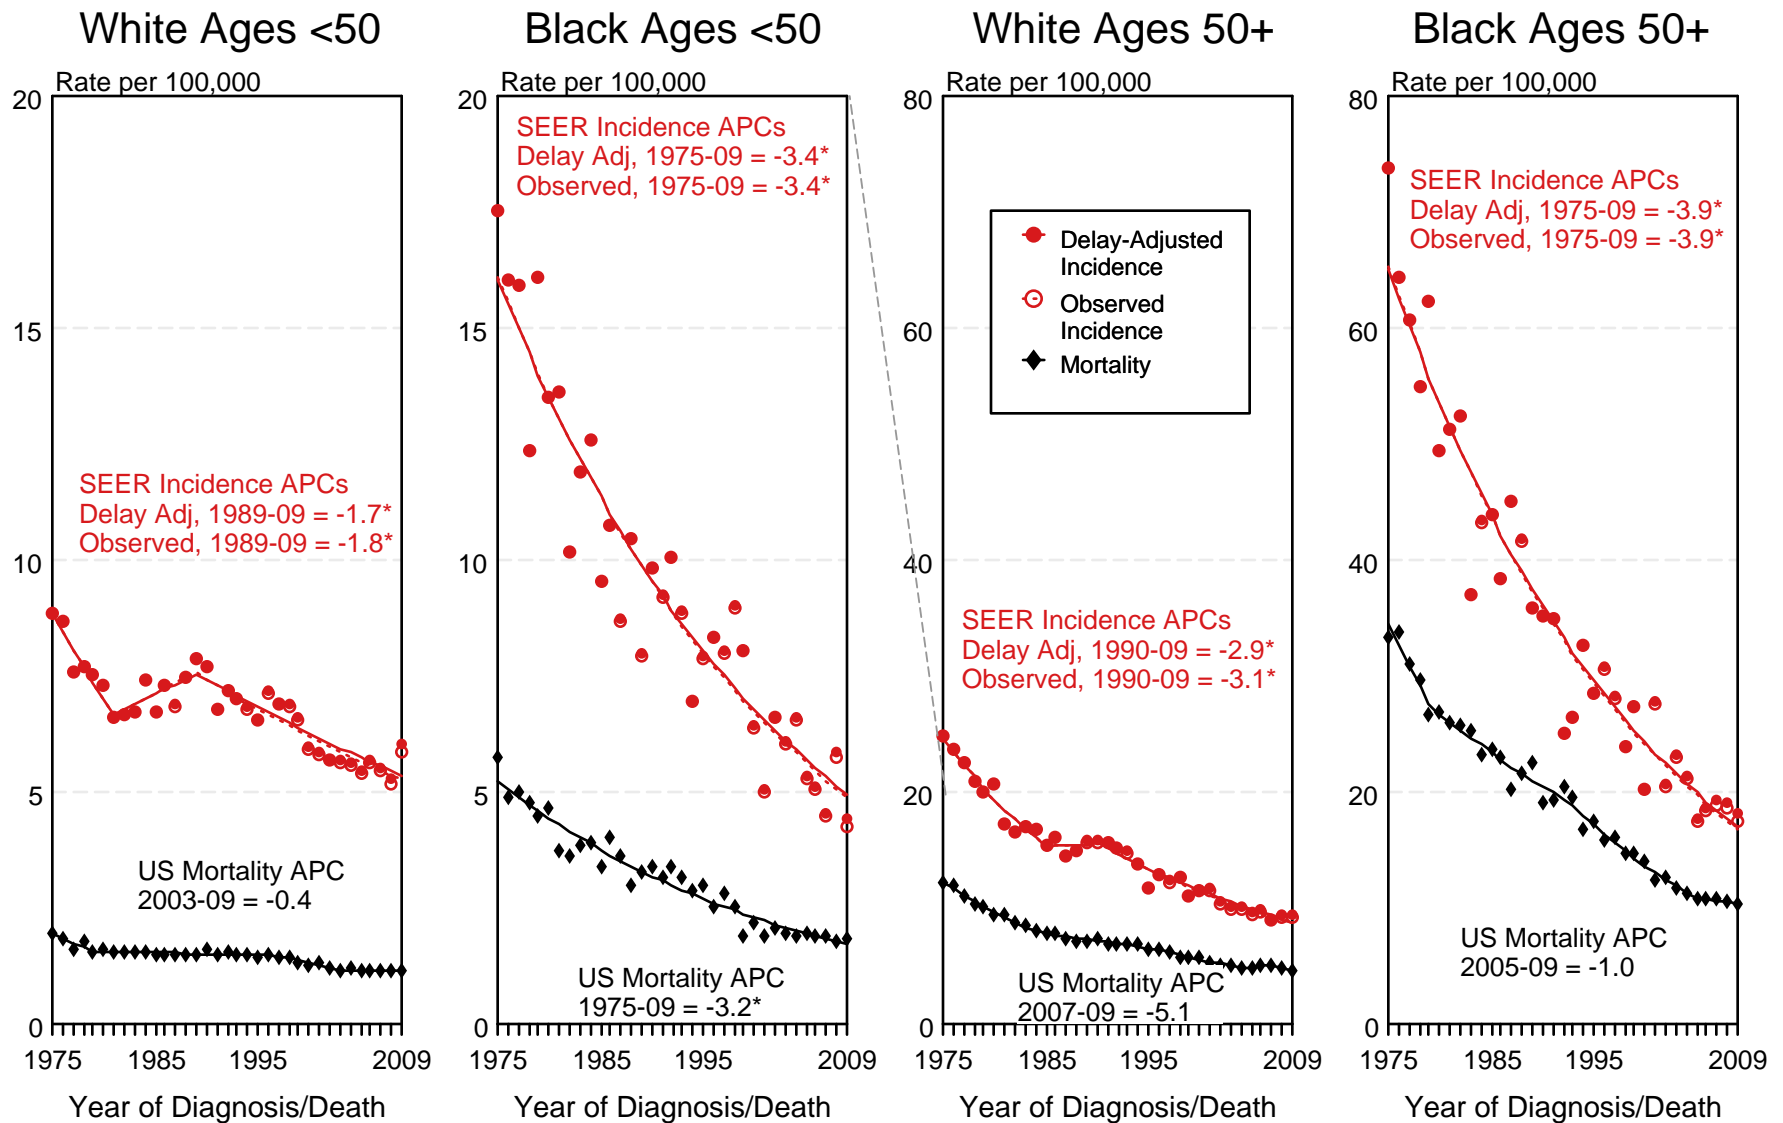 White Ages <50
Black Ages <50
White Ages 50+
Black Ages 50+
Rate per 100,000
20
15
10
5
0
SEER Incidence APCs
Delay Adj, 1989-09 = -1.7*
Observed, 1989-09 = -1.8*
US Mortality APC
2003-09 = -0.4
1975
1985
1995
2009
Year of Diagnosis/Death
Rate per 100,000
20
15
10
5
0
SEER Incidence APCs
Delay Adj, 1975-09 = -3.4*
Observed, 1975-09 = -3.4*
US Mortality APC
1975-09 = -3.2*
1975
1985
1995
2009
Year of Diagnosis/Death
Rate per 100,000
80
60
40
20
0
Delay-Adjusted
Incidence
Observed
Incidence
Mortality
SEER Incidence APCs
Delay Adj, 1990-09 = -2.9*
Observed, 1990-09 = -3.1*
US Mortality APC
2007-09 = -5.1
1975
1985
1995
2009
Year of Diagnosis/Death
Rate per 100,000
80
60
40
20
0
SEER Incidence APCs
Delay Adj, 1975-09 = -3.9*
Observed, 1975-09 = -3.9*
US Mortality APC
2005-09 = -1.0
1975
1985
1995
2009
Year of Diagnosis/Death